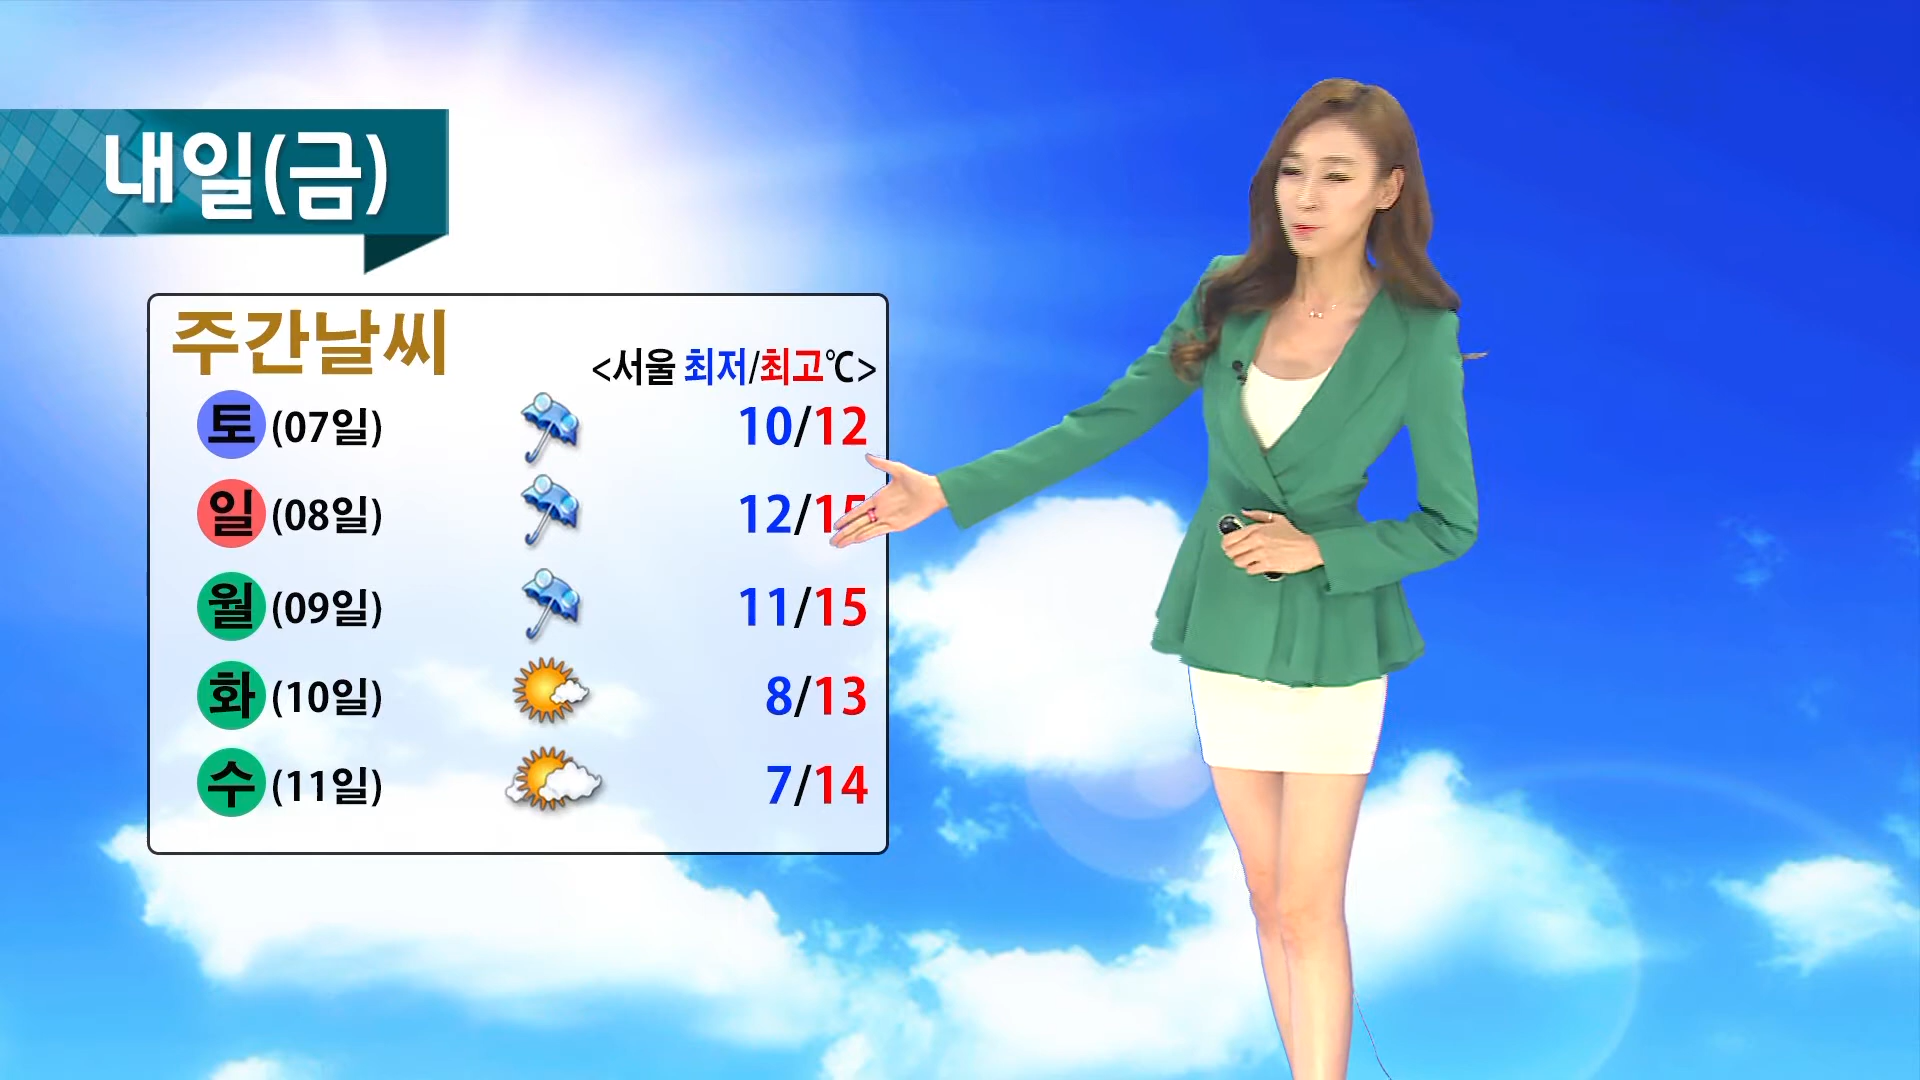 내일(금)
주간날씨
<서울 최저/최고℃>
토 (07일) 10/12
일 (08일) 12/15
월 (09일) 11/15
화 (10일) 8/13
수 (11일) 7/14